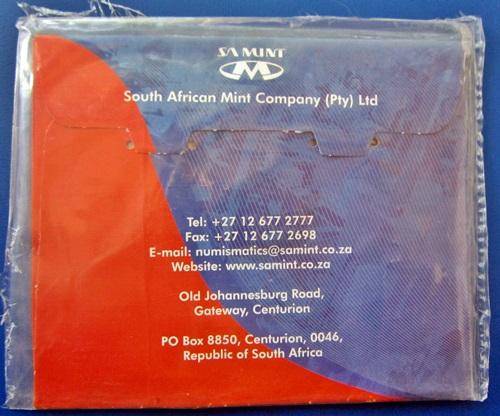 SA MINT
South African Mint Company (Pty) Ltd
Tel: +27 12 677 2777
Fax: +27 12 677 2698
E-mail: numismatics@samint.co.za
Website: www.samint.co.za
Old Johannesburg Road,
Gateway, Centurion
PO Box 8850, Centurion, 0046,
Republic of South Africa